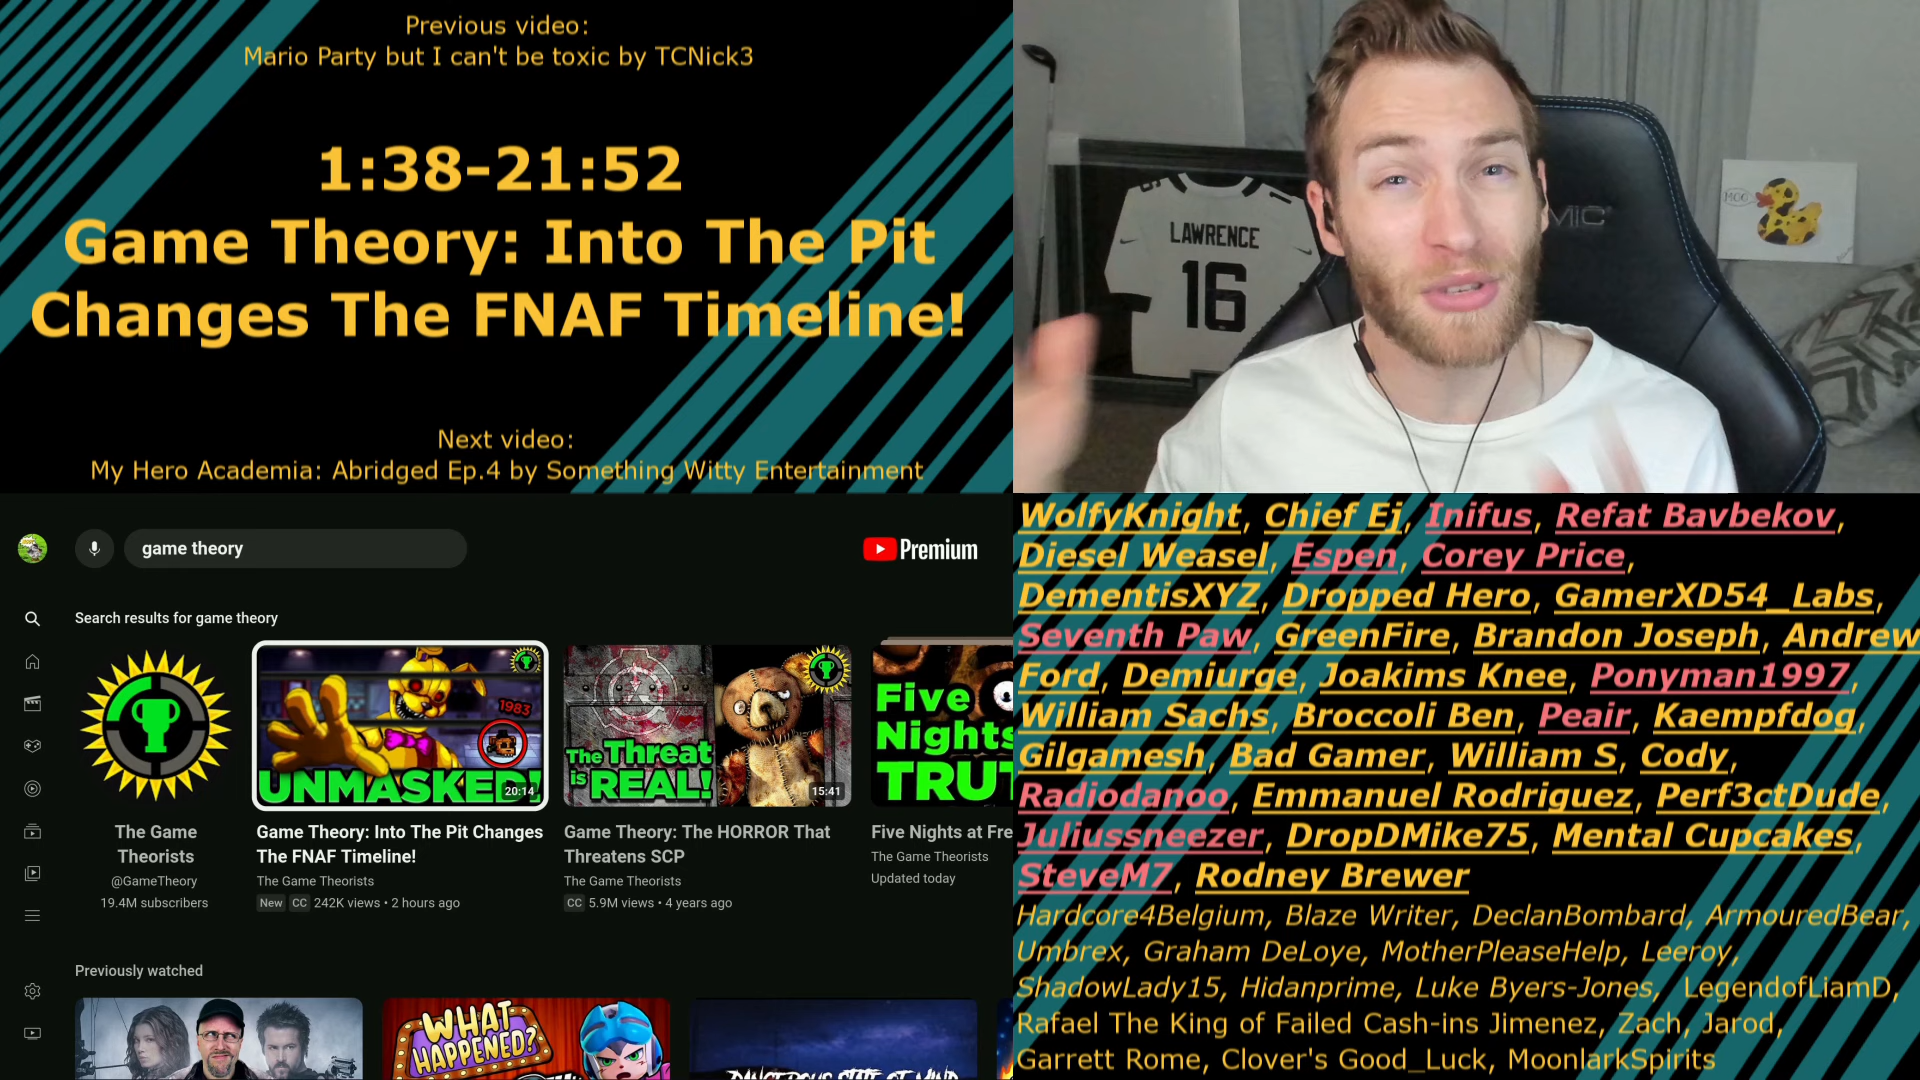 Previous video:
Mario Party but I can't be toxic by TCNick3
1:38-21:52
Game Theory: Into The Pit
Changes The FNAF Timeline!
Next video:
My Hero Academia: Abridged Ep.4 by Something Witty Entertainment
LAWRENCE
16
MIC
MOO
game theory
Premium
Search results for game theory
1983
UNMASKED!
20:14
The Threat
is REAL!
15:41
Five
Nights
TRUT
The Game
Theorists
@GameTheory
19.4M subscribers
Game Theory: Into The Pit Changes
The FNAF Timeline!
The Game Theorists
New CC 242K views • 2 hours ago
Game Theory: The HORROR That
Threatens SCP
The Game Theorists
CC 5.9M views • 4 years ago
Five Nights at Fre
The Game Theorists
Updated today
Previously watched
WHAT
HAPPENED?
DANGEROUS STATE OF MIND
WolfyKnight, Chief Ej, Inifus, Refat Bavbekov,
Diesel Weasel, Espen, Corey Price,
DementisXYZ, Dropped Hero, GamerXD54_Labs,
Seventh Paw, GreenFire, Brandon Joseph, Andrew
Ford, Demiurge, Joakims Knee, Ponyman1997,
William Sachs, Broccoli Ben, Peair, Kaempfdog,
Gilgamesh, Bad Gamer, William S, Cody,
Radiodanoo, Emmanuel Rodriguez, Perf3ctDude,
Juliussneezer, DropDMike75, Mental Cupcakes,
SteveM7, Rodney Brewer
Hardcore4Belgium, Blaze Writer, DeclanBombard, ArmouredBear,
Umbrex, Graham DeLoye, MotherPleaseHelp, Leeroy,
ShadowLady15, Hidanprime, Luke Byers-Jones, LegendofLiamD,
Rafael The King of Failed Cash-ins Jimenez, Zach, Jarod,
Garrett Rome, Clover's Good_Luck, MoonlarkSpirits